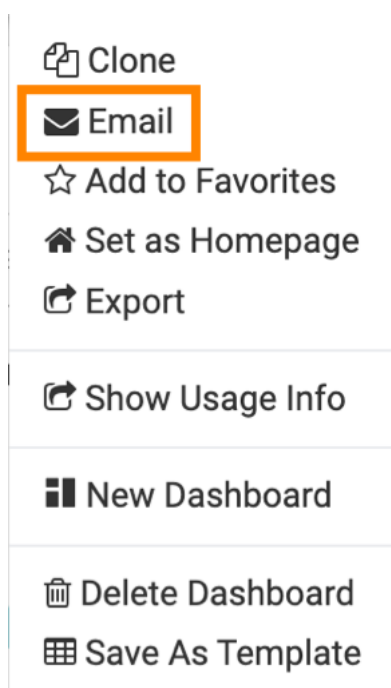 Clone
Email
Add to Favorites
Set as Homepage
Export
Show Usage Info
New Dashboard
Delete Dashboard
Save As Template